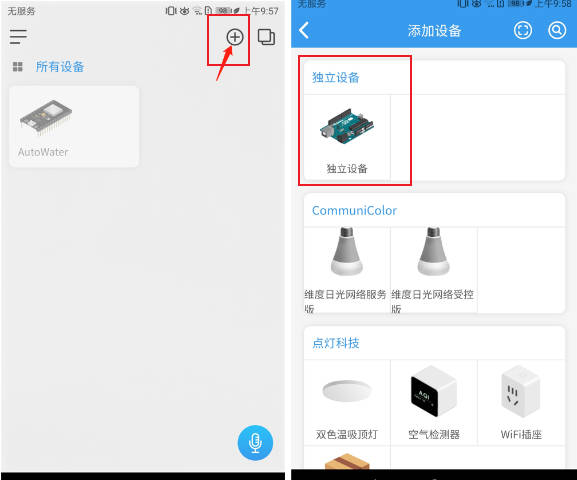 无服务
98
上午9:57
所有设备
AutoWater
无服务
98
上午9:58
添加设备
独立设备
独立设备
CommuniColor
维度日光网络服务
版
维度日光网络受控
版
点灯科技
双色温吸顶灯
空气检测器
WiFi插座